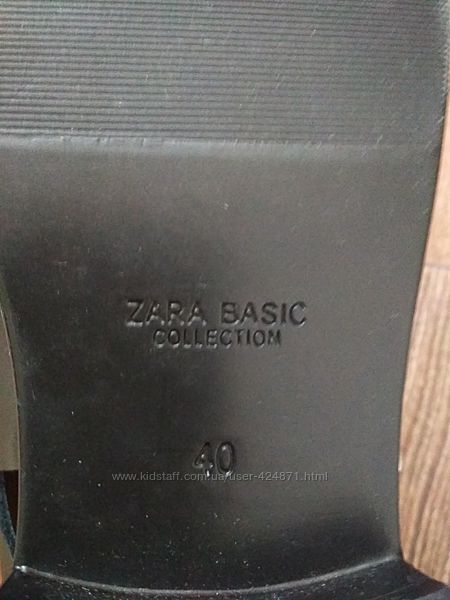 ZARA BASIC
COLLECTION
40
www.kidstaff.com.ua/user-424871.html